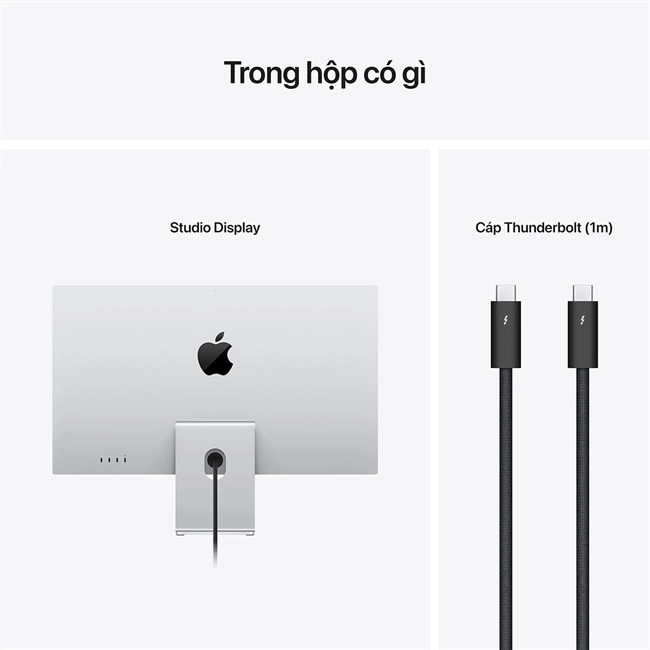 Trong hộp có gì
Studio Display
Cáp Thunderbolt (1m)